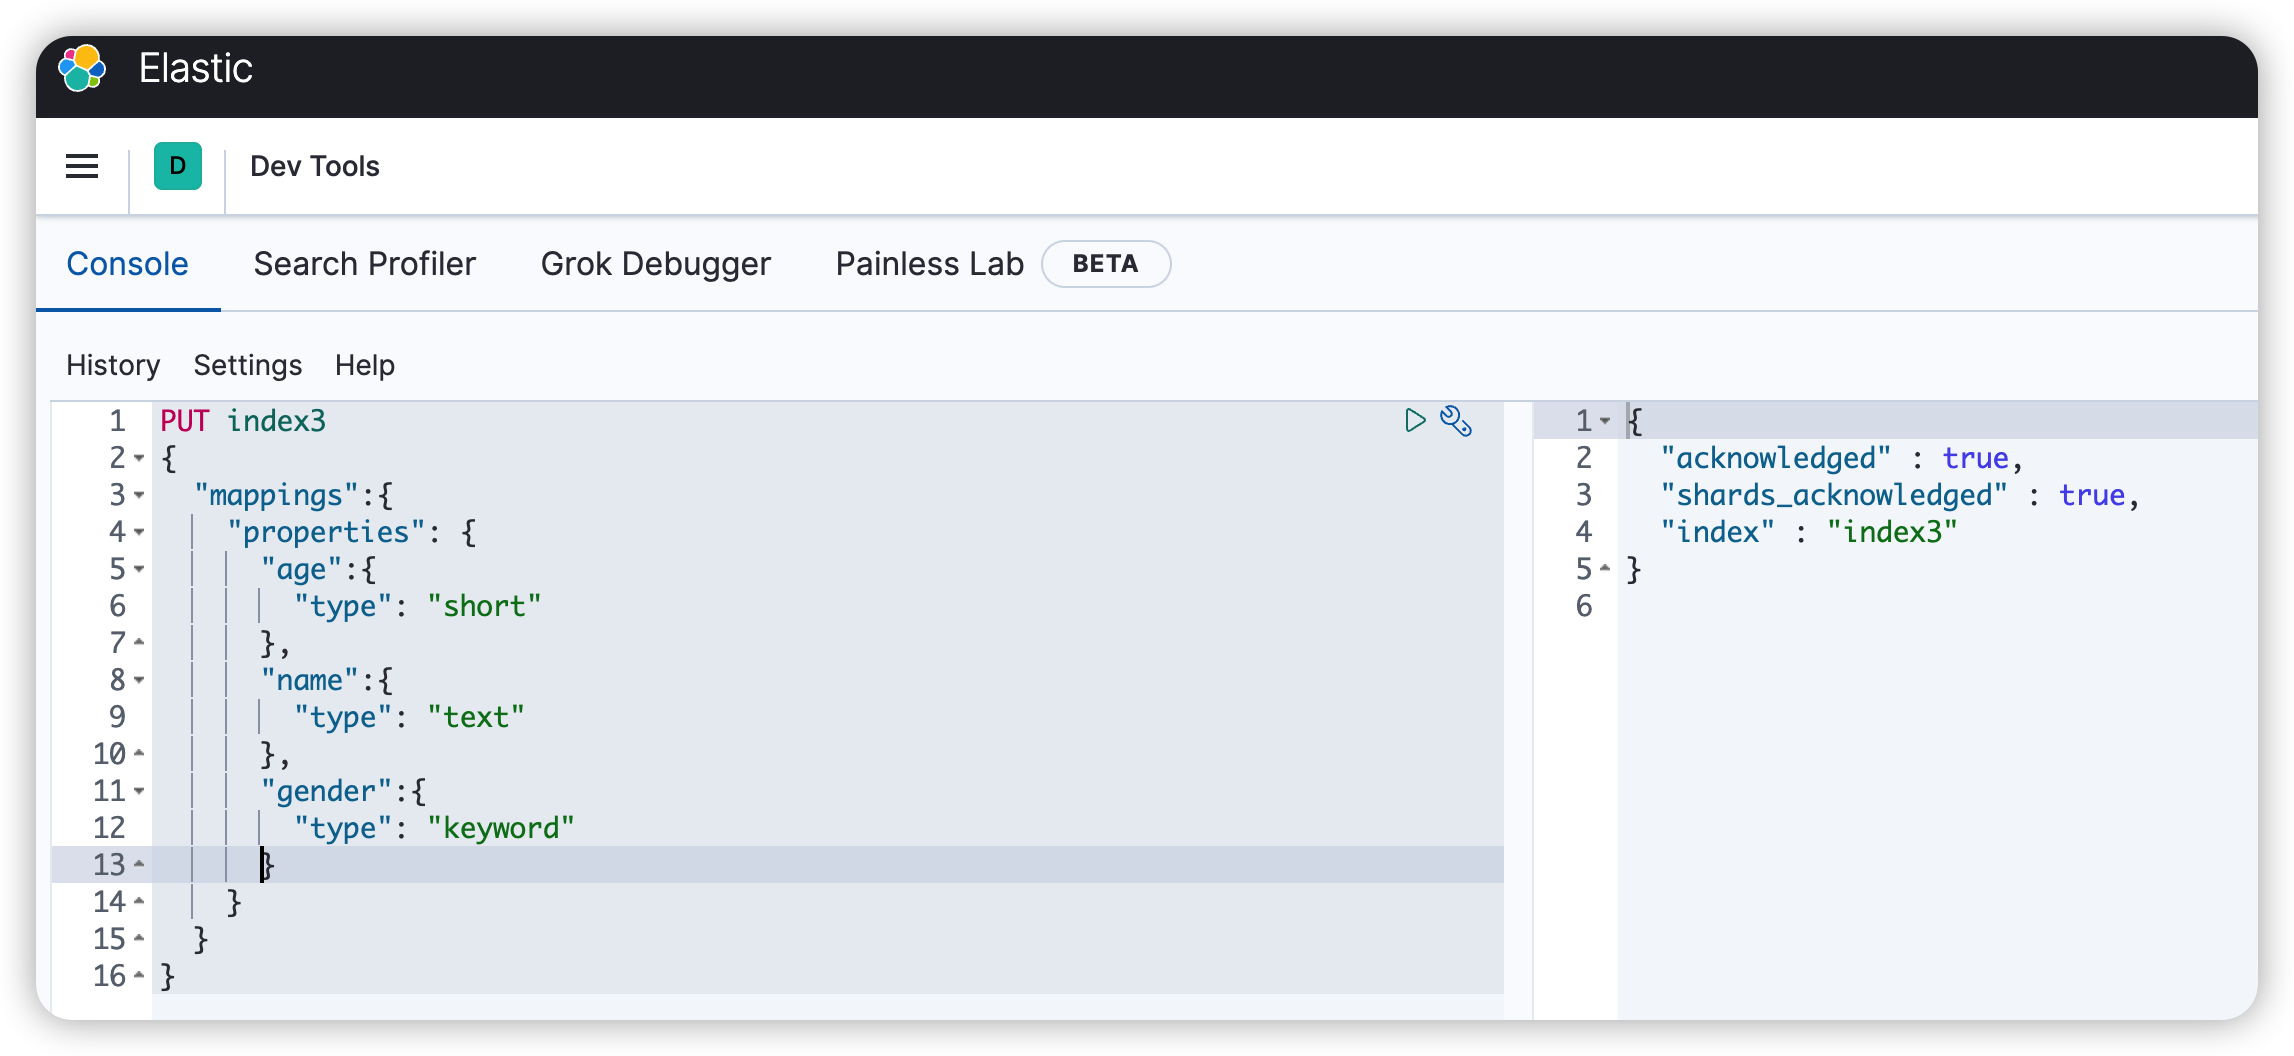 Elastic
D Dev Tools
Console Search Profiler Grok Debugger Painless Lab BETA
History Settings Help
1 PUT index3
2 {
3   "mappings":{
4     "properties": {
5       "age":{
6         "type": "short"
7       },
8       "name":{
9         "type": "text"
10       },
11       "gender":{
12         "type": "keyword"
13       }
14     }
15   }
16 }
1 {
2   "acknowledged" : true,
3   "shards_acknowledged" : true,
4   "index" : "index3"
5 }
6